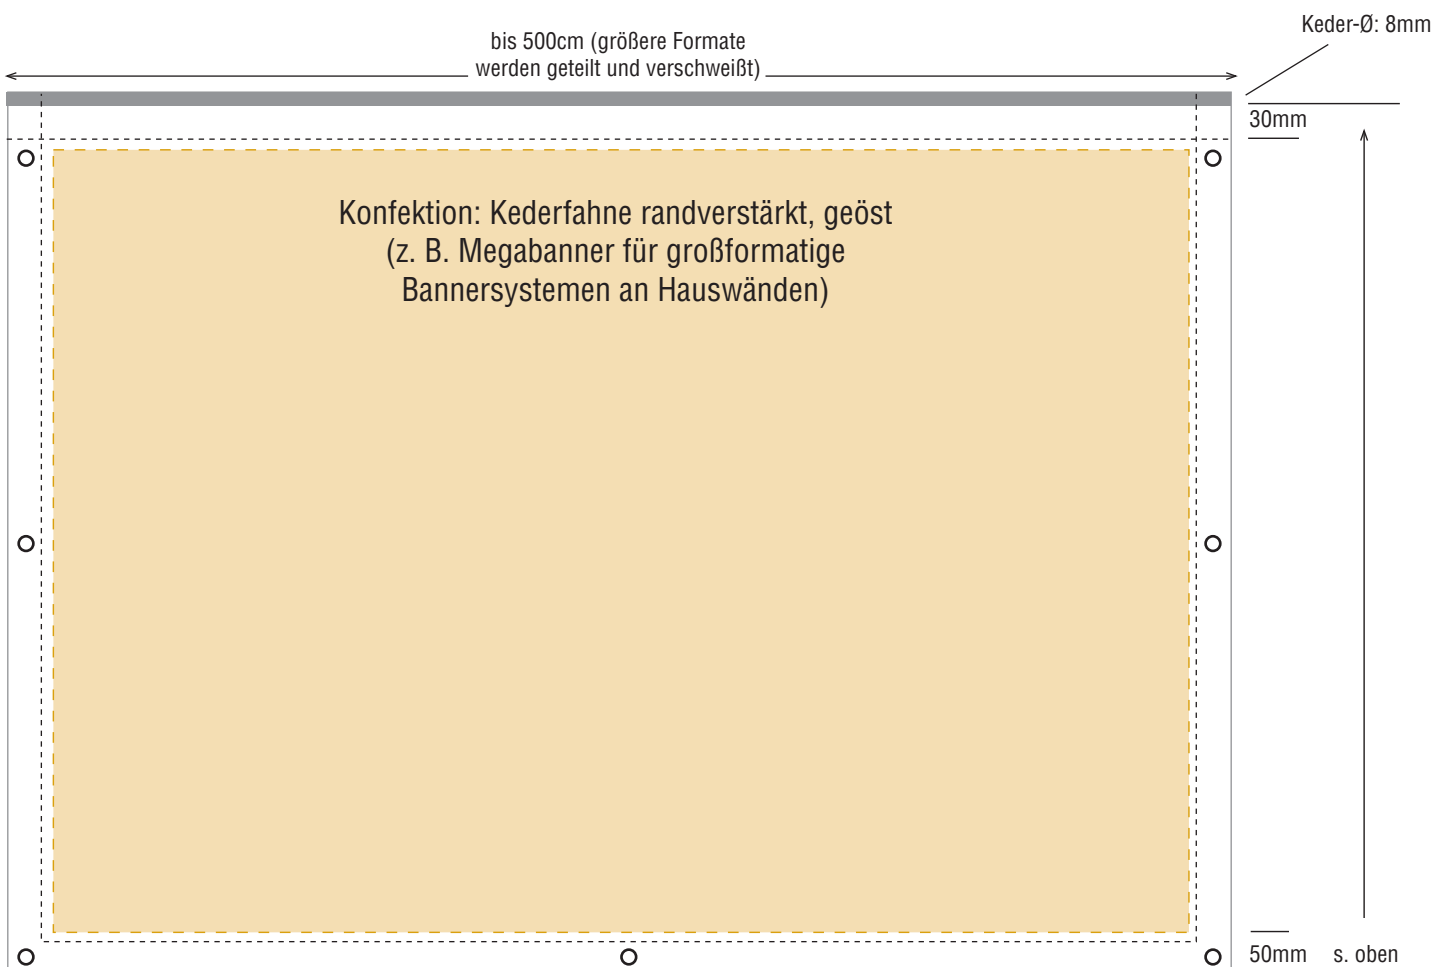 Keder-Ø: 8mm
bis 500cm (größere Formate
werden geteilt und verschweißt)
30mm
Konfektion: Kederfahne randverstärkt, geöst
(z. B. Megabanner für großformatige
Bannersystemen an Hauswänden)
50mm s. oben